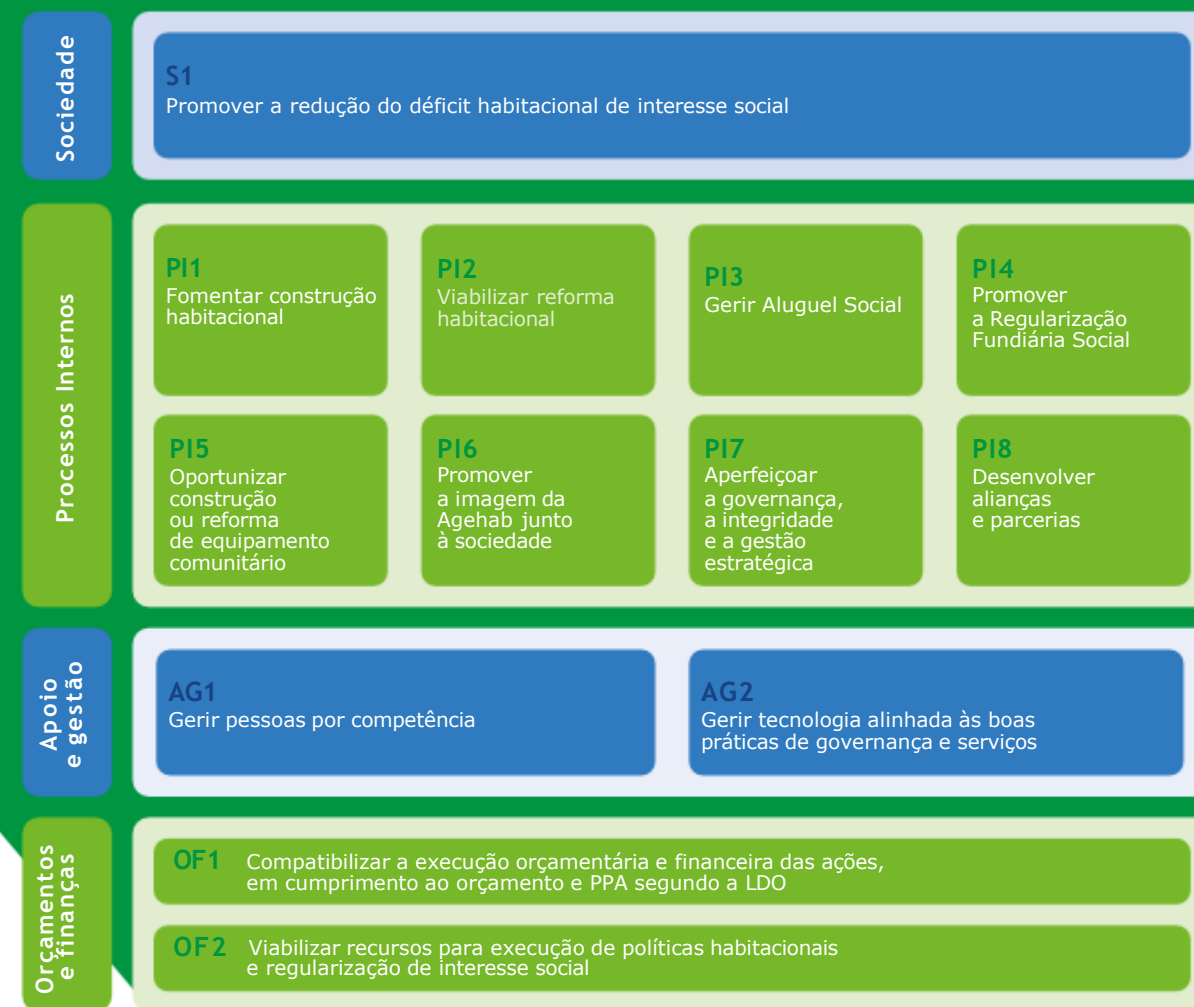 Sociedade
S1
Promover a redução do déficit habitacional de interesse social
Processos Internos
PI1
Fomentar construção
habitacional
PI2
Viabilizar reforma
habitacional
PI3
Gerir Aluguel Social
PI4
Promover
a Regularização
Fundiária Social
PI5
Oportunizar
construção
ou reforma
de equipamento
comunitário
PI6
Promover
a imagem da
Agehab junto
à sociedade
PI7
Aperfeiçoar
a governança,
a integridade
e a gestão
estratégica
PI8
Desenvolver
alianças
e parcerias
Apoio
e gestão
AG1
Gerir pessoas por competência
AG2
Gerir tecnologia alinhada às boas
práticas de governança e serviços
Orçamentos
e finanças
OF1 Compatibilizar a execução orçamentária e financeira das ações,
em cumprimento ao orçamento e PPA segundo a LDO
OF2 Viabilizar recursos para execução de políticas habitacionais
e regularização de interesse social